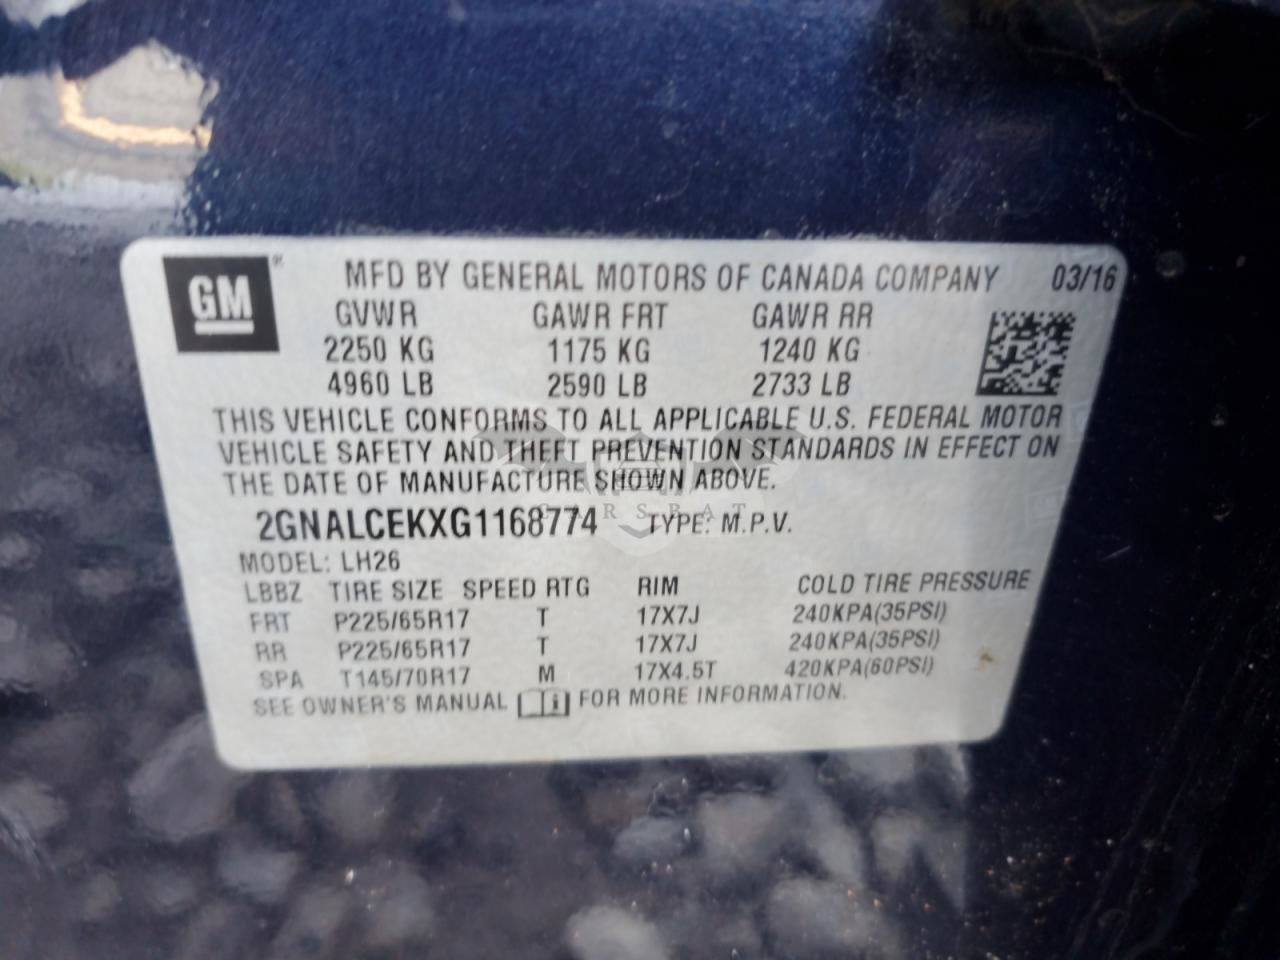 GM® MFD BY GENERAL MOTORS OF CANADA COMPANY 03/16
GVWR GAWR FRT GAWR RR
2250 KG 1175 KG 1240 KG
4960 LB 2590 LB 2733 LB
THIS VEHICLE CONFORMS TO ALL APPLICABLE U.S. FEDERAL MOTOR
VEHICLE SAFETY AND THEFT PREVENTION STANDARDS IN EFFECT ON
THE DATE OF MANUFACTURE SHOWN ABOVE.
CARSBAT
2GNALCEKXG1168774 TYPE: M.P.V.
MODEL: LH26
LBBZ TIRE SIZE SPEED RTG RIM COLD TIRE PRESSURE
FRT P225/65R17 T 17X7J 240KPA(35PSI)
RR P225/65R17 T 17X7J 240KPA(35PSI)
SPA T145/70R17 M 17X4.5T 420KPA(60PSI)
SEE OWNER'S MANUAL FOR MORE INFORMATION.